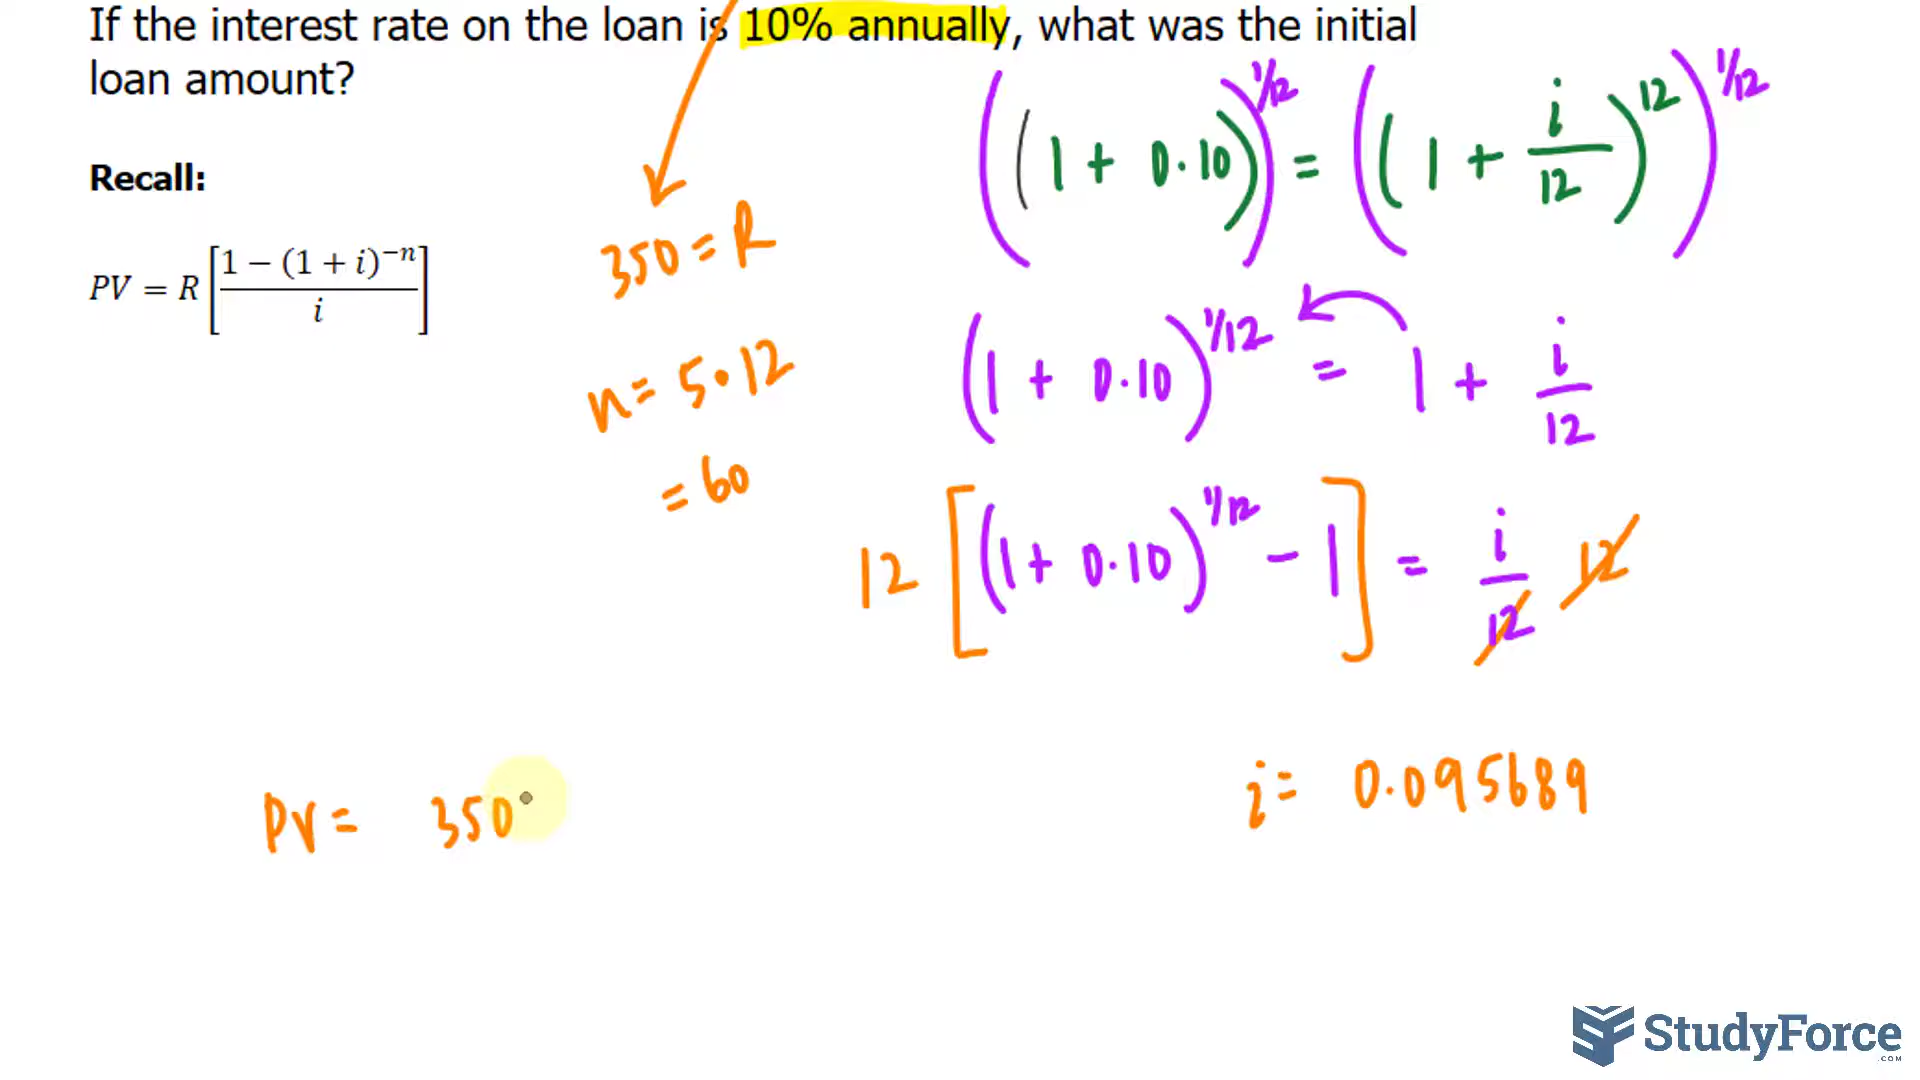 If the interest rate on the loan is 10% annually, what was the initial
loan amount?
((1 + 0.10))^1/12 = ((1 + i/12)^12)^1/12
Recall:
350 = R
PV = R [1 − (1 + i)^−n / i]
(1 + 0.10)^1/12 = 1 + i/12
n = 5 · 12
= 60
12 [(1 + 0.10)^1/12 − 1] = i/12 12
i = 0.095689
PV = 350
StudyForce
.COM